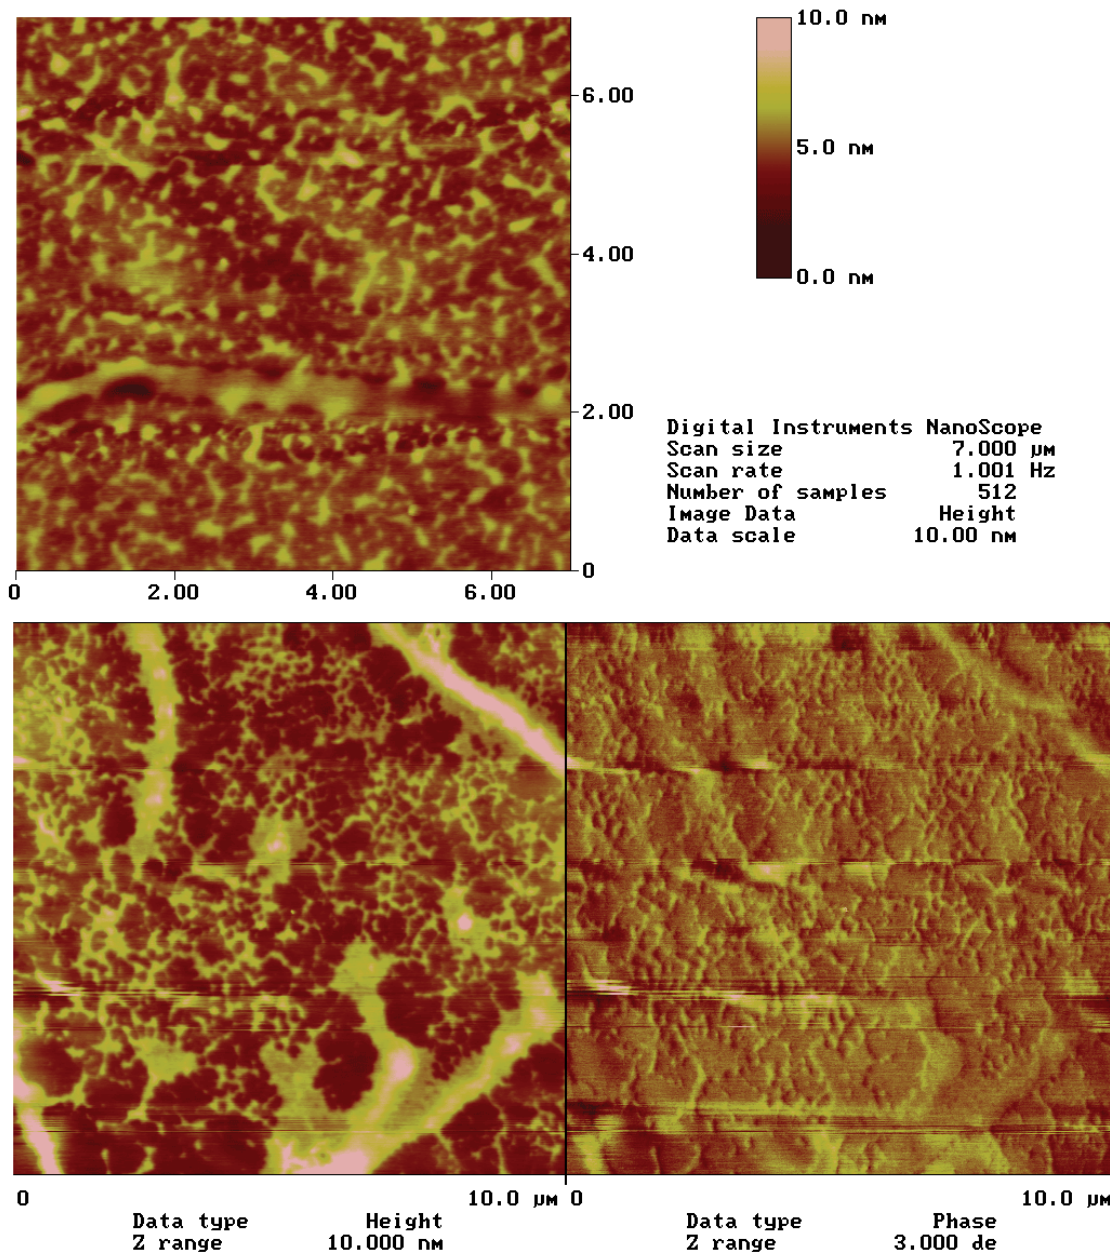 10.0 nm
5.0 nm
0.0 nm
6.00
4.00
2.00
0
0 2.00 4.00 6.00
Digital Instruments NanoScope
Scan size 7.000 µm
Scan rate 1.001 Hz
Number of samples 512
Image Data Height
Data scale 10.00 nm
0 10.0 µm 0 10.0 µm
Data type Height Data type Phase
Z range 10.000 nm Z range 3.000 de